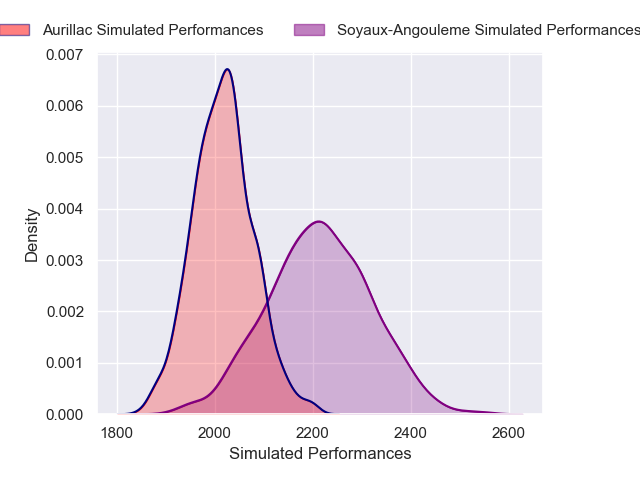 Aurillac Simulated Performances Soyaux-Angouleme Simulated Performances
0.007
0.006
0.005
0.004
0.003
0.002
0.001
0.000
Density
1800 2000 2200 2400 2600
Simulated Performances